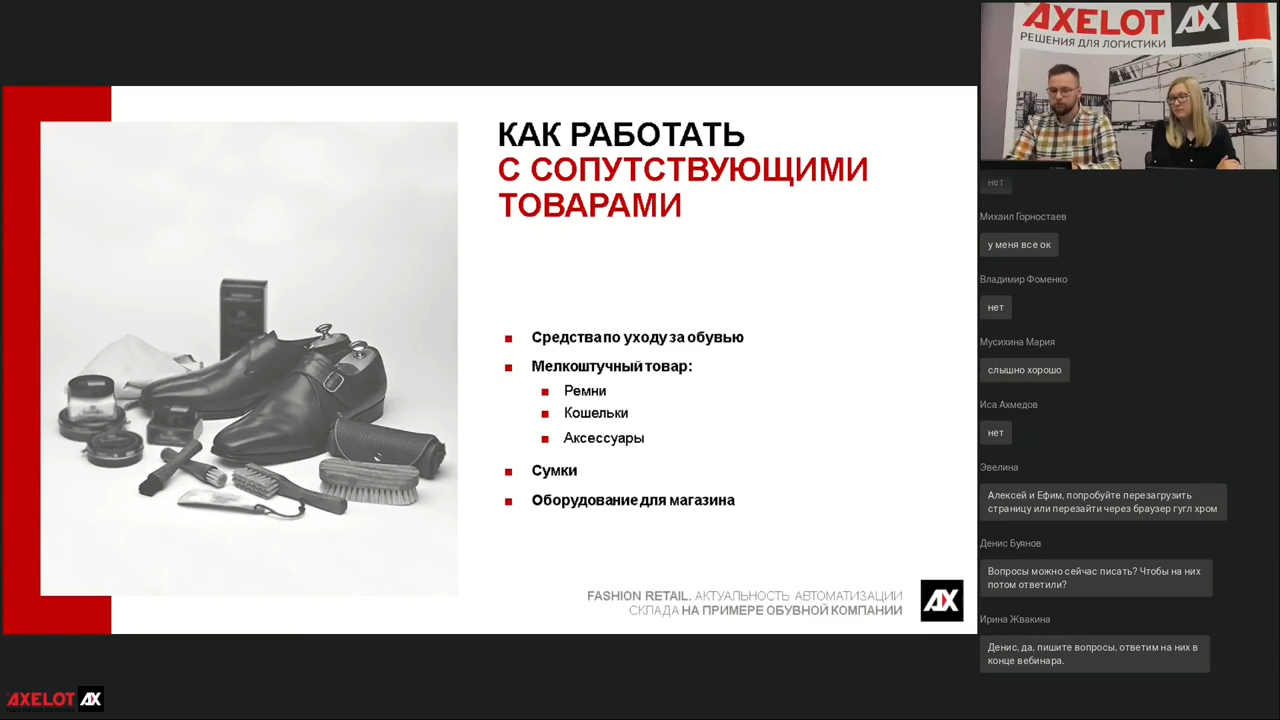 КАК РАБОТАТЬ
С СОПУТСТВУЮЩИМИ
ТОВАРАМИ
Средства по уходу за обувью
Мелкоштучный товар:
Ремни
Кошельки
Аксессуары
Сумки
Оборудование для магазина
FASHION RETAIL. АКТУАЛЬНОСТЬ АВТОМАТИЗАЦИИ
СКЛАДА НА ПРИМЕРЕ ОБУВНОЙ КОМПАНИИ
AX
AXELOT AX
AXELOT AX
РЕШЕНИЯ ДЛЯ ЛОГИСТИКИ
нет
Михаил Горностаев
у меня все ок
Владимир Фоменко
нет
Мусихина Мария
слышно хорошо
Иса Ахмедов
нет
Эвелина
Алексей и Ефим, попробуйте перезагрузить
страницу или перезайти через браузер гугл хром
Денис Буянов
Вопросы можно сейчас писать? Чтобы на них
потом ответили?
Ирина Жвакина
Денис, да, пишите вопросы, ответим на них в
конце вебинара.